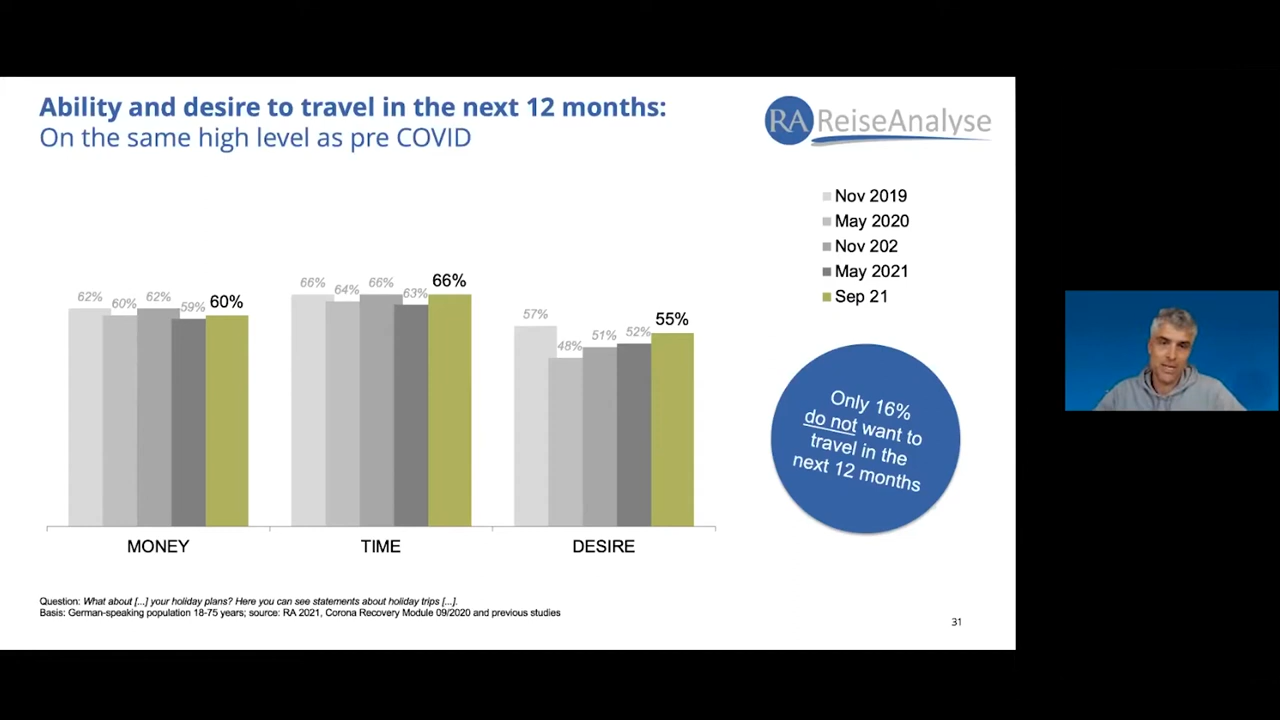 Ability and desire to travel in the next 12 months:
On the same high level as pre COVID
RA ReiseAnalyse
Nov 2019
May 2020
Nov 202
May 2021
Sep 21
62%
60%
62%
59%
60%
66%
64%
66%
63%
66%
57%
48%
51%
52%
55%
MONEY
TIME
DESIRE
Only 16%
do not want to
travel in the
next 12 months
Question: What about [...] your holiday plans? Here you can see statements about holiday trips [...].
Basis: German-speaking population 18-75 years; source: RA 2021, Corona Recovery Module 09/2020 and previous studies
31